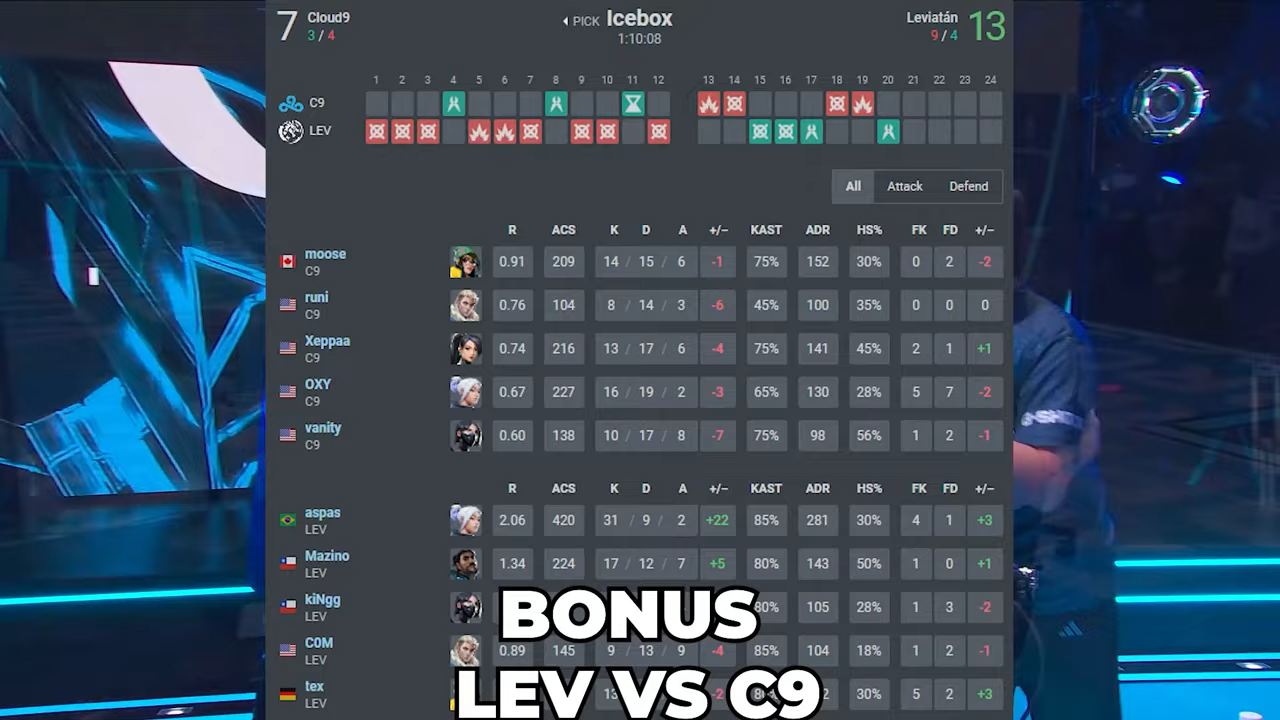 7 Cloud9 3 / 4 PICK Icebox 1:10:08 Leviatán 9 / 4 13
1 2 3 4 5 6 7 8 9 10 11 12 13 14 15 16 17 18 19 20 21 22 23 24
C9
LEV
All Attack Defend
R ACS K D A +/– KAST ADR HS% FK FD +/–
moose C9 0.91 209 14 / 15 / 6 -1 75% 152 30% 0 2 -2
runi C9 0.76 104 8 / 14 / 3 -6 45% 100 35% 0 0 0
Xeppaa C9 0.74 216 13 / 17 / 6 -4 75% 141 45% 2 1 +1
OXY C9 0.67 227 16 / 19 / 2 -3 65% 130 28% 5 7 -2
vanity C9 0.60 138 10 / 17 / 8 -7 75% 98 56% 1 2 -1
R ACS K D A +/– KAST ADR HS% FK FD +/–
aspas LEV 2.06 420 31 / 9 / 2 +22 85% 281 30% 4 1 +3
Mazino LEV 1.34 224 17 / 12 / 7 +5 80% 143 50% 1 0 +1
kiNgg LEV 80% 105 28% 1 3 -2
C0M LEV 0.89 145 9 / 13 / 9 -4 85% 104 18% 1 2 -1
tex LEV 30% 5 2 +3
BONUS
LEV VS C9